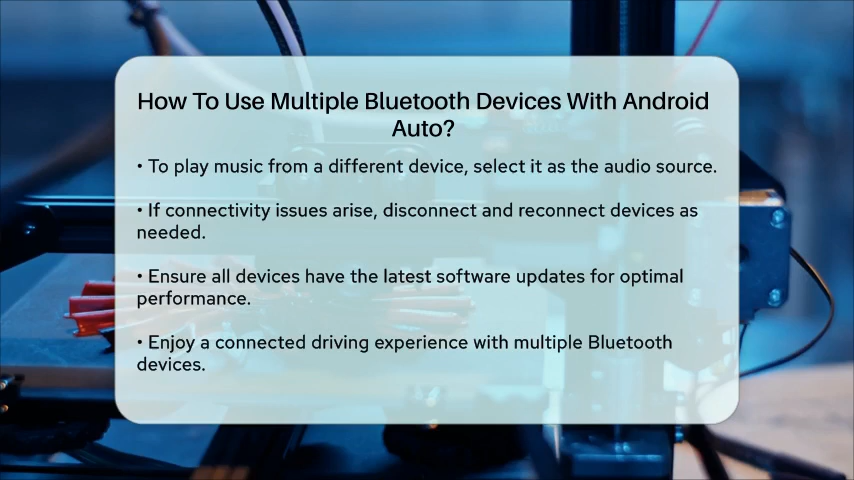 How To Use Multiple Bluetooth Devices With Android
Auto?
• To play music from a different device, select it as the audio source.
• If connectivity issues arise, disconnect and reconnect devices as
needed.
• Ensure all devices have the latest software updates for optimal
performance.
• Enjoy a connected driving experience with multiple Bluetooth
devices.